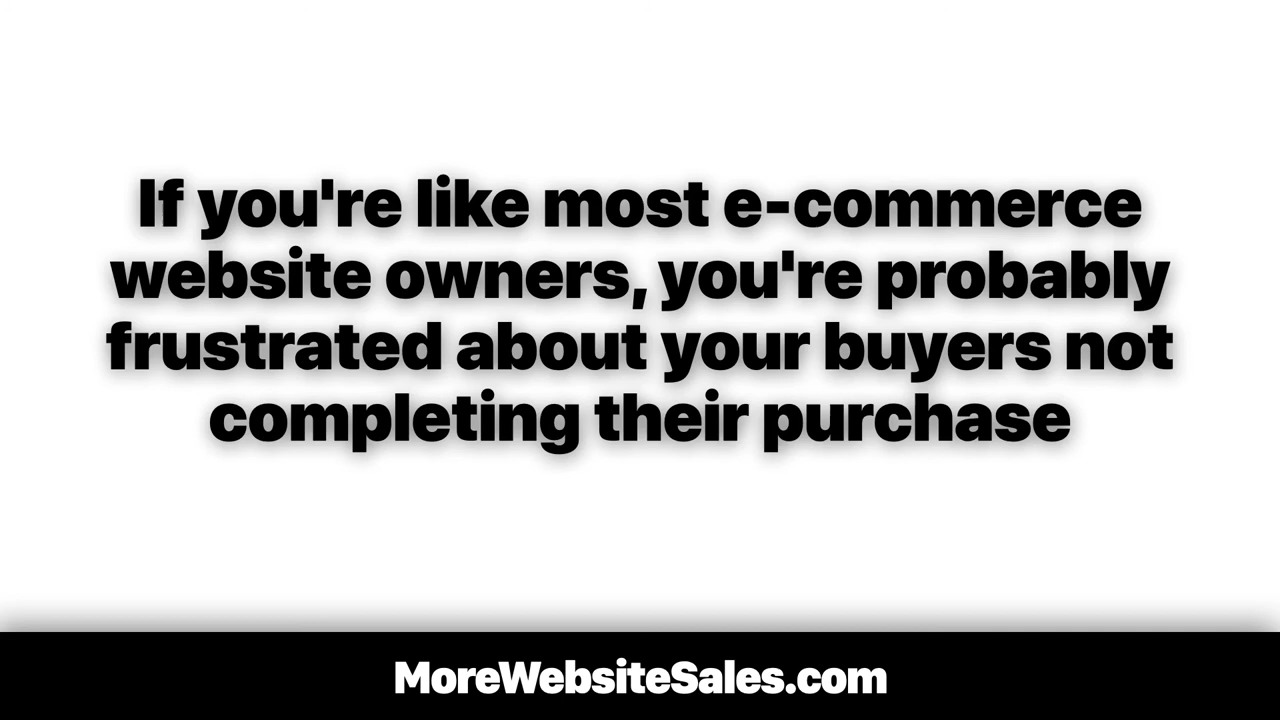 If you're like most e-commerce
website owners, you're probably
frustrated about your buyers not
completing their purchase
MoreWebsiteSales.com